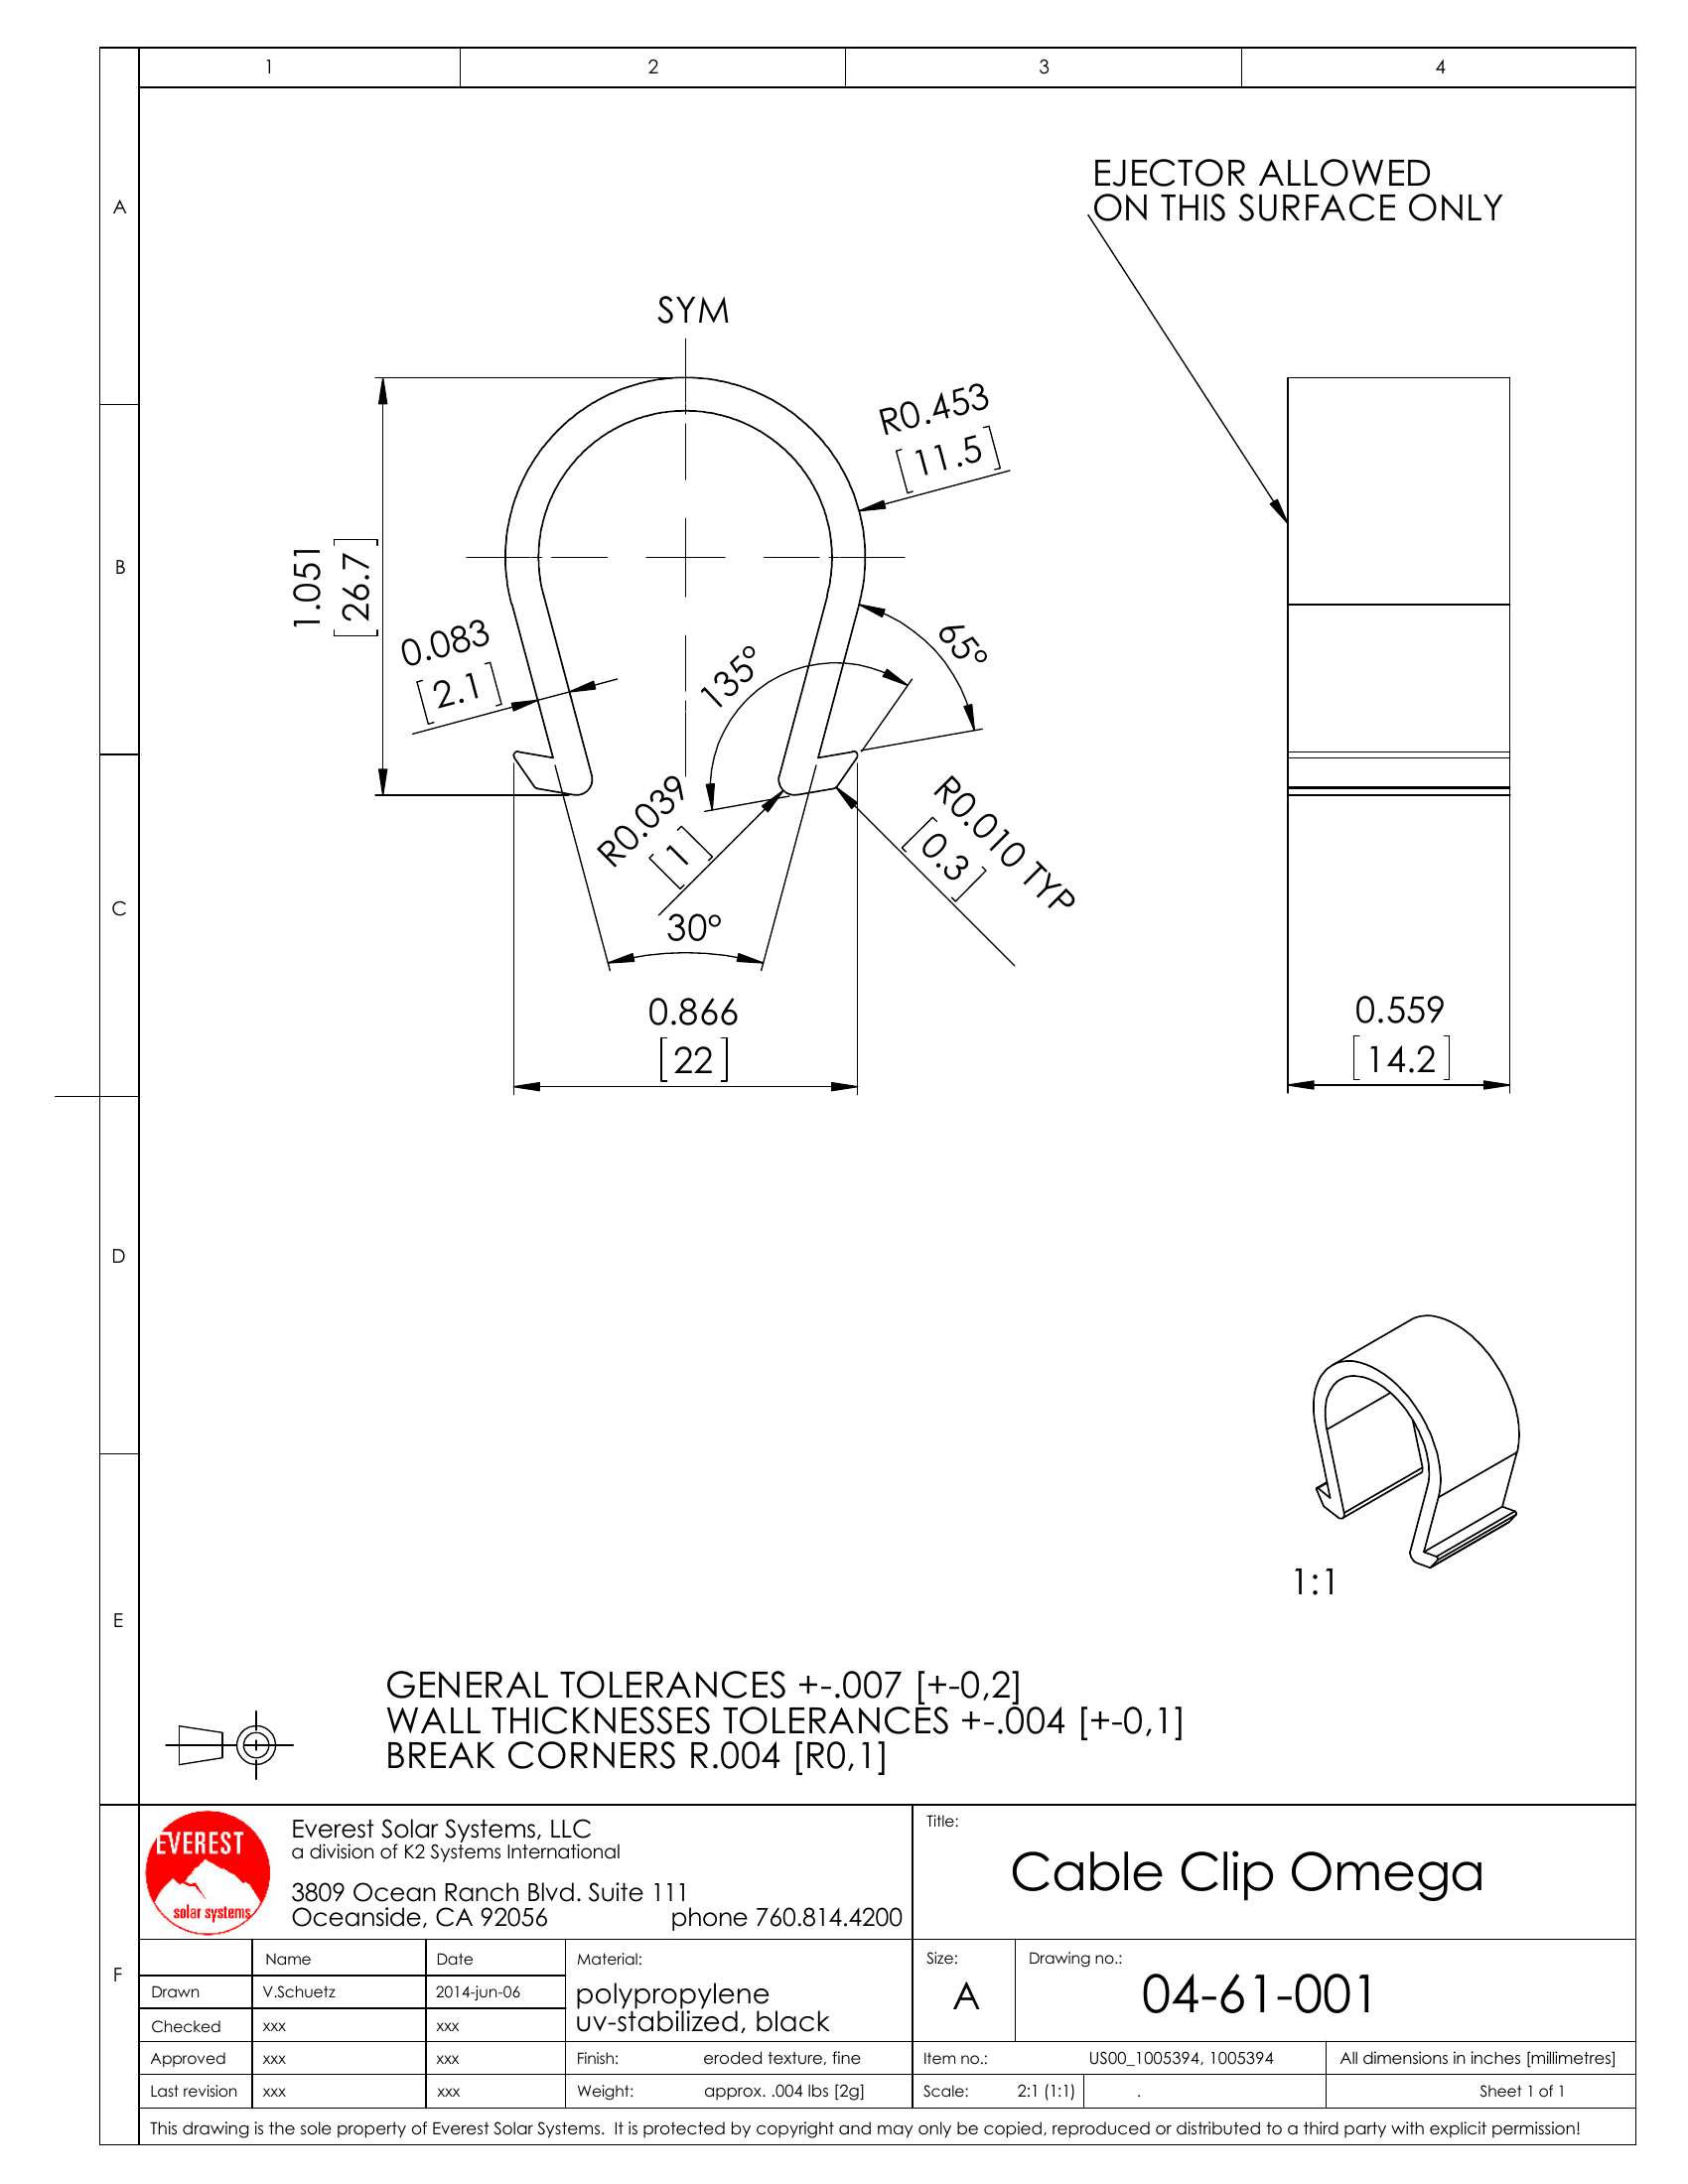 1 2 3 4
A
B
C
D
E
F
EJECTOR ALLOWED
ON THIS SURFACE ONLY
SYM
R0.453
[11.5]
1.051
[26.7]
0.083
[2.1]
135°
65°
R0.039
[1]
R0.010 TYP
[0.3]
30°
0.866
[22]
0.559
[14.2]
1:1
GENERAL TOLERANCES +-.007 [+-0,2]
WALL THICKNESSES TOLERANCES +-.004 [+-0,1]
BREAK CORNERS R.004 [R0,1]
EVEREST
solar systems
Everest Solar Systems, LLC
a division of K2 Systems International
3809 Ocean Ranch Blvd. Suite 111
Oceanside, CA 92056 phone 760.814.4200
Title:
Cable Clip Omega
Name Date
Drawn V.Schuetz 2014-jun-06
Checked xxx xxx
Approved xxx xxx
Last revision xxx xxx
Material:
polypropylene
uv-stabilized, black
Finish: eroded texture, fine
Weight: approx. .004 lbs [2g]
Size:
A
Drawing no.:
04-61-001
Item no.: US00_1005394, 1005394 All dimensions in inches [millimetres]
Scale: 2:1 (1:1) . Sheet 1 of 1
This drawing is the sole property of Everest Solar Systems. It is protected by copyright and may only be copied, reproduced or distributed to a third party with explicit permission!